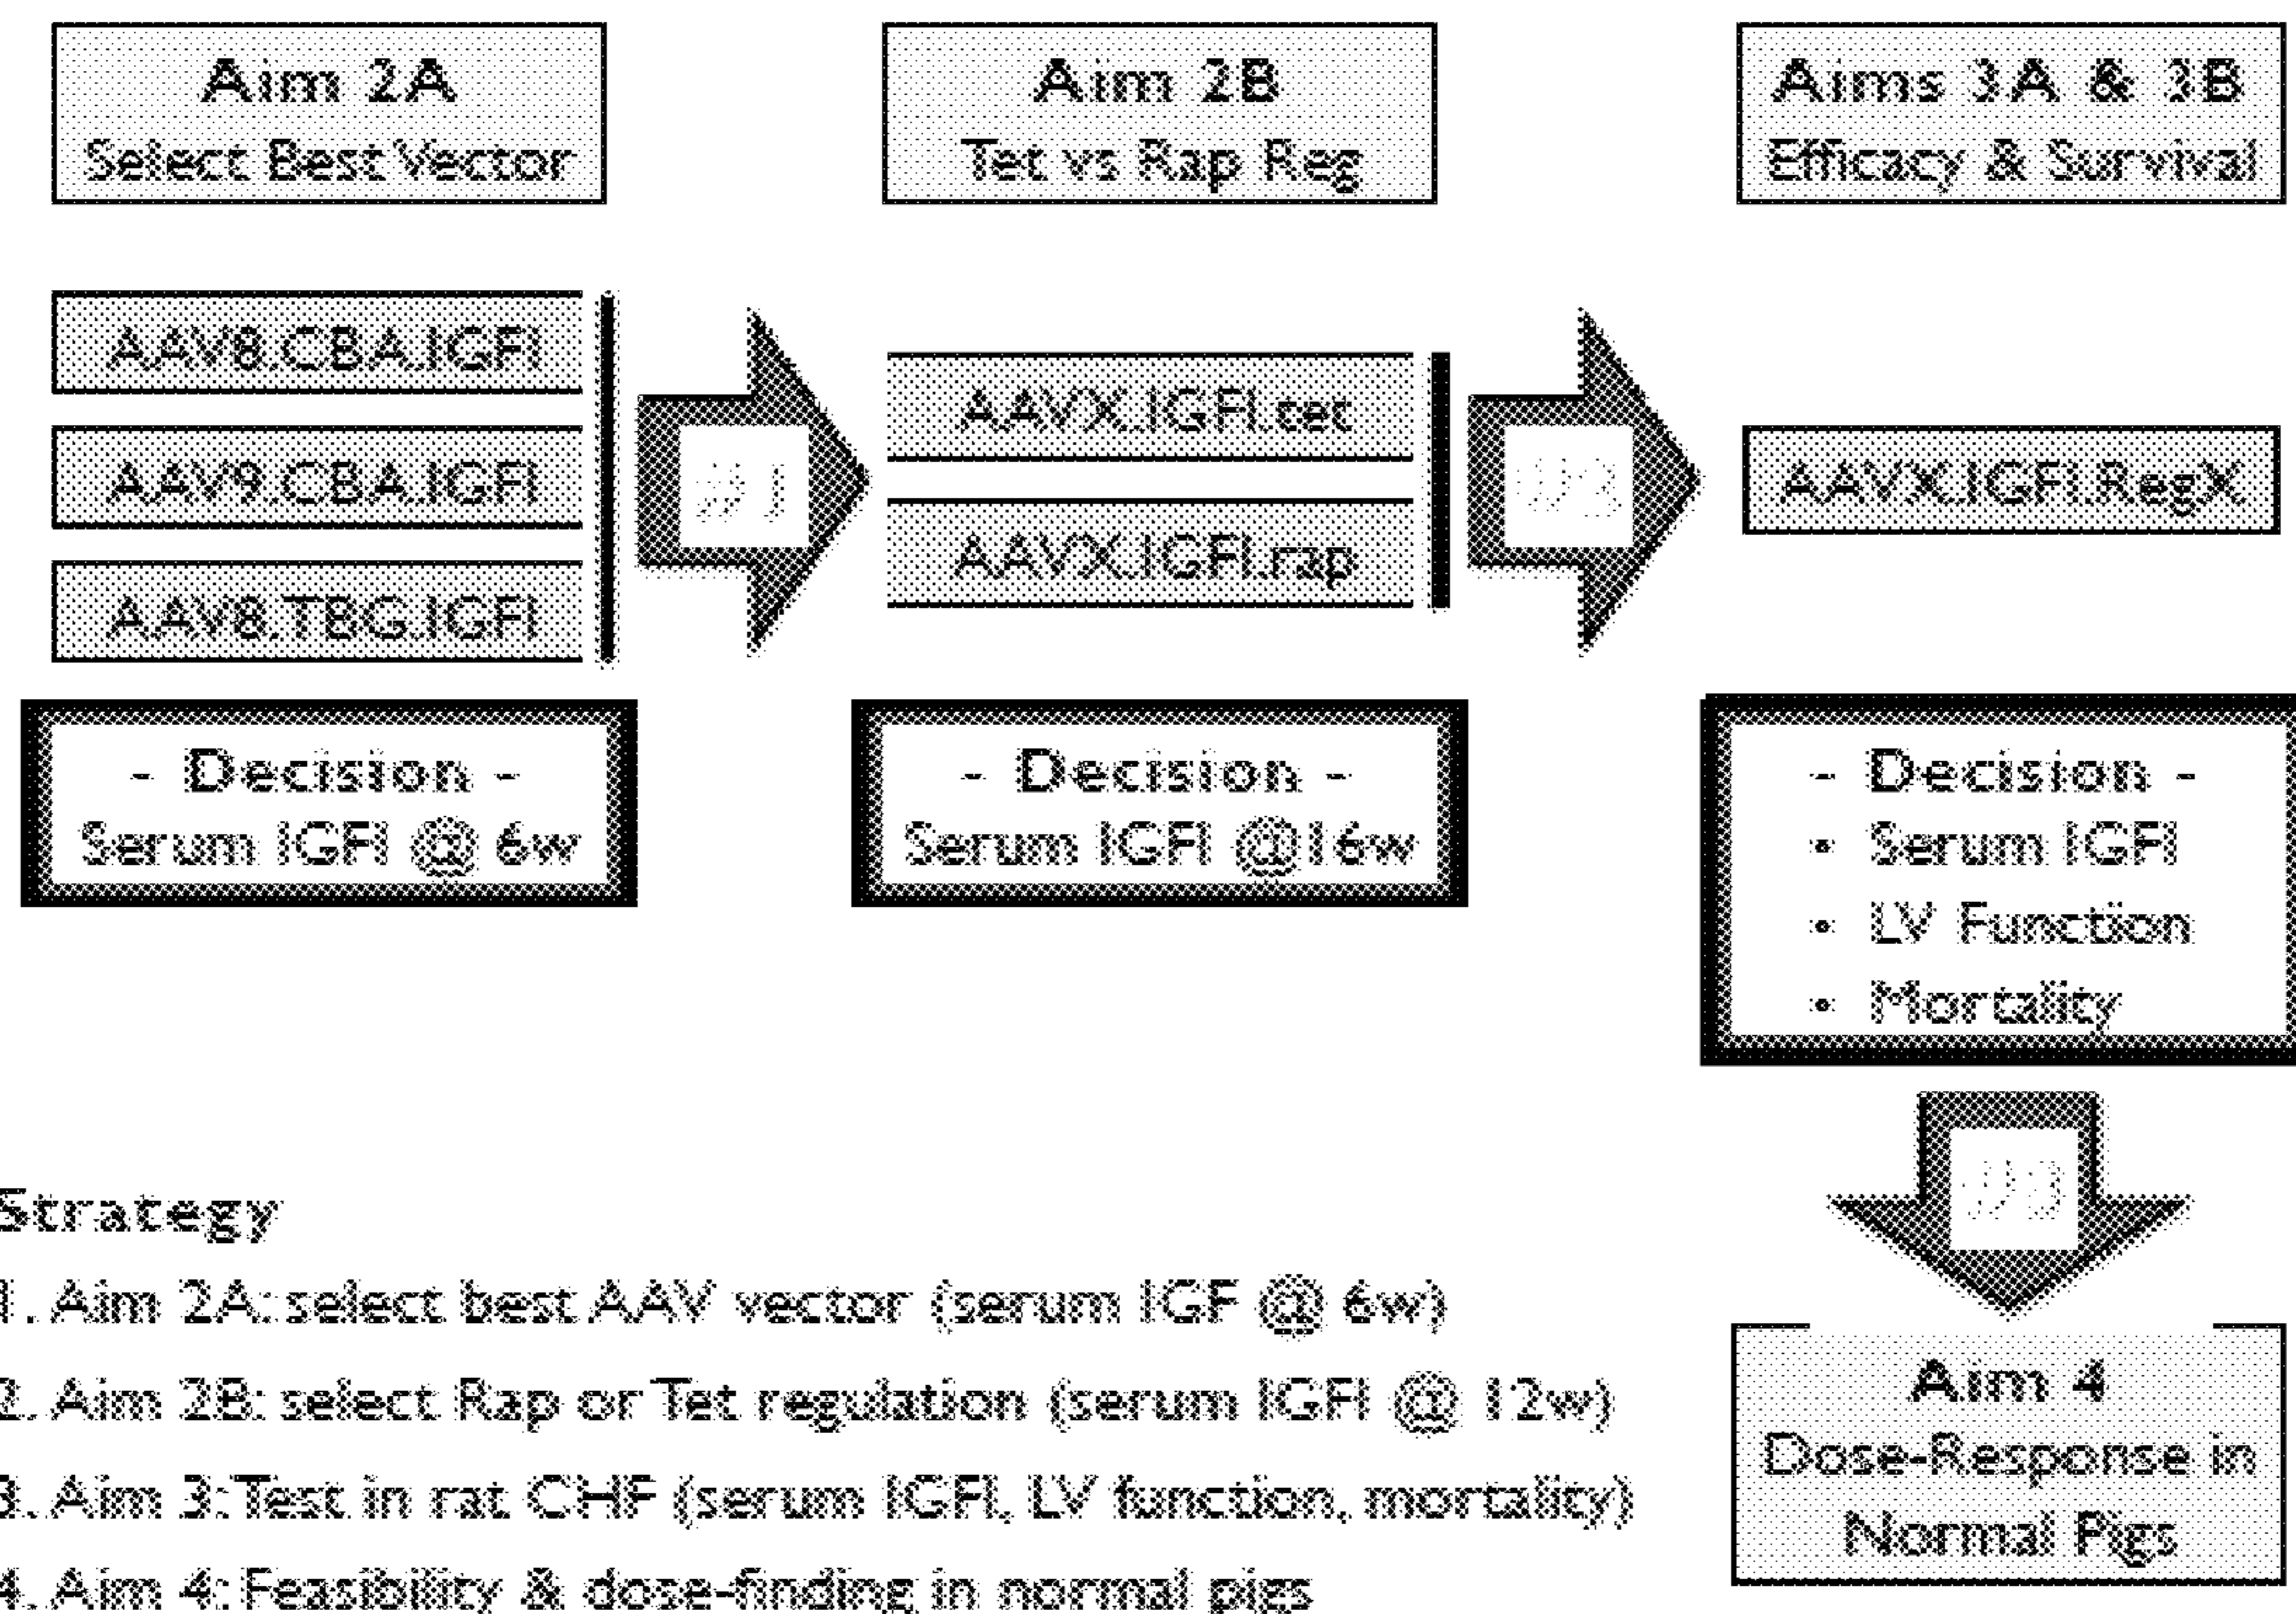 Aim 2A
Select Best Vector
Aim 2B
Tet vs Rap Reg
Aims 3A & 3B
Efficacy & Survival
AAV8.CBA.IGFI
AAV9.CBA.IGFI
AAV8.TBG.IGFI
#1
AAVX.IGFI.tet
AAVX.IGFI.rap
#2
AAVX.IGFI.RegX
- Decision -
Serum IGFI @ 6w
- Decision -
Serum IGFI @16w
- Decision -
• Serum IGFI
• LV Function
• Mortality
#3
Aim 4
Dose-Response in
Normal Pigs
Strategy
1. Aim 2A: select best AAV vector (serum IGF @ 6w)
2. Aim 2B: select Rap or Tet regulation (serum IGFI @ 12w)
3. Aim 3: Test in rat CHF (serum IGFI, LV function, mortality)
4. Aim 4: Feasibility & dose-finding in normal pigs